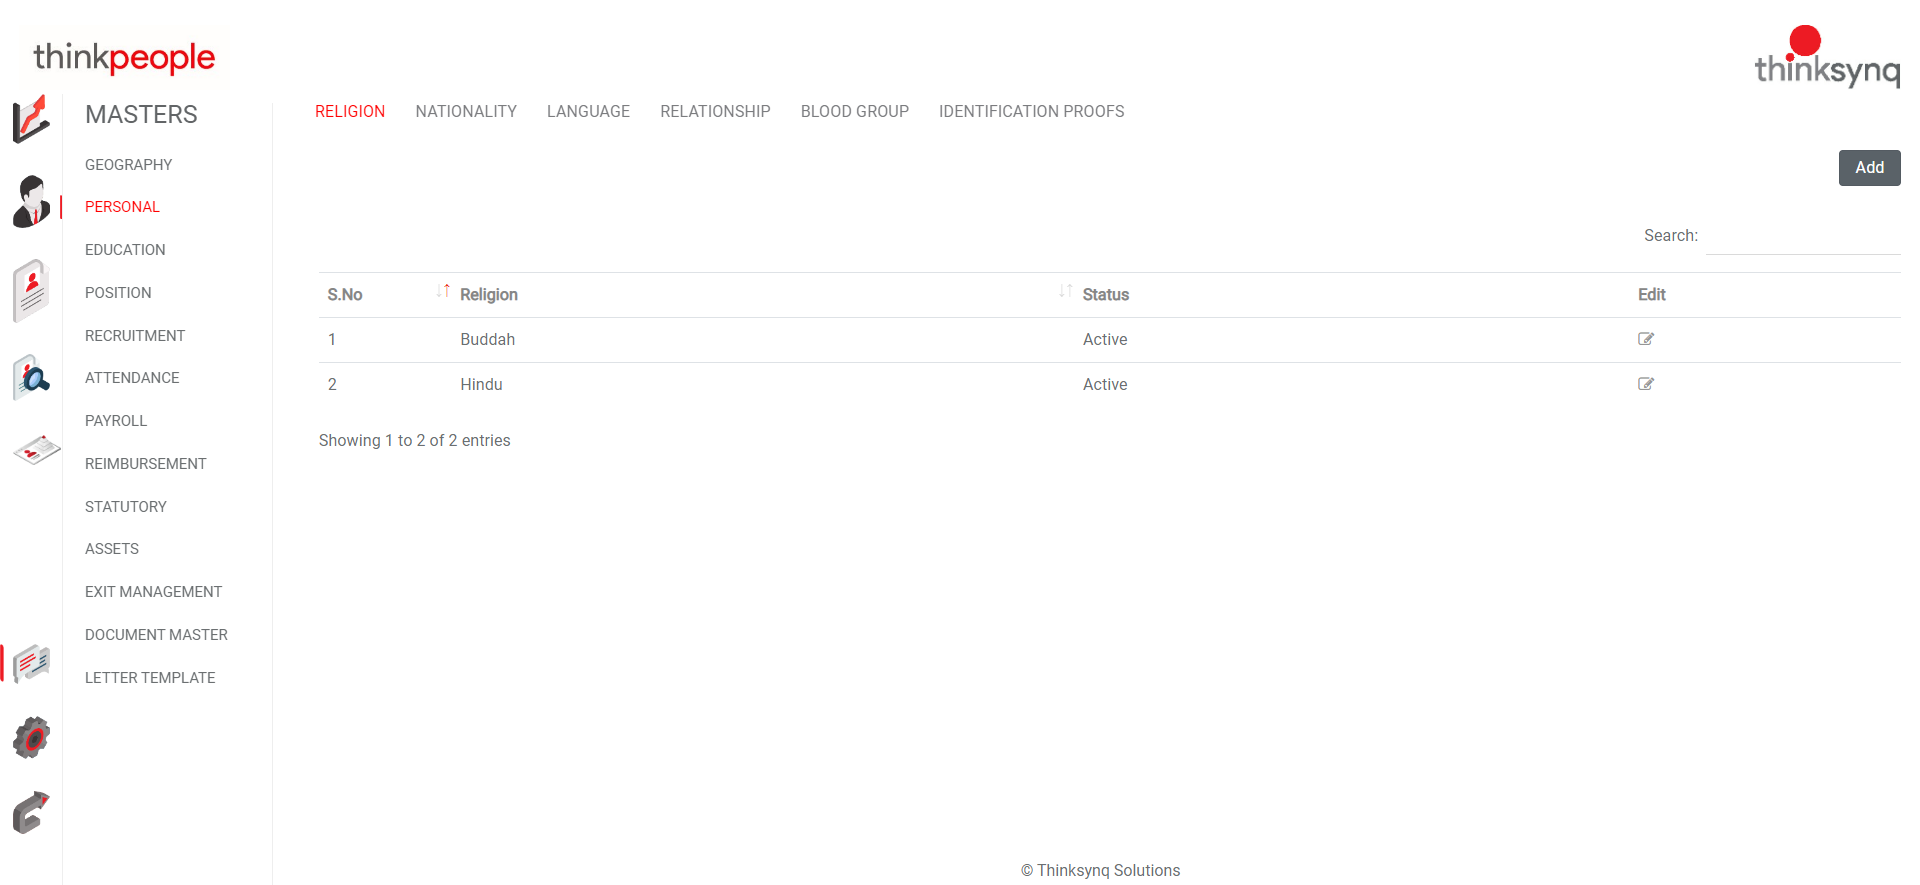 thinkpeople
thinksynq
MASTERS
GEOGRAPHY
PERSONAL
EDUCATION
POSITION
RECRUITMENT
ATTENDANCE
PAYROLL
REIMBURSEMENT
STATUTORY
ASSETS
EXIT MANAGEMENT
DOCUMENT MASTER
LETTER TEMPLATE
RELIGION NATIONALITY LANGUAGE RELATIONSHIP BLOOD GROUP IDENTIFICATION PROOFS
Add
Search:
S.No Religion Status Edit
1 Buddah Active
2 Hindu Active
Showing 1 to 2 of 2 entries
© Thinksynq Solutions